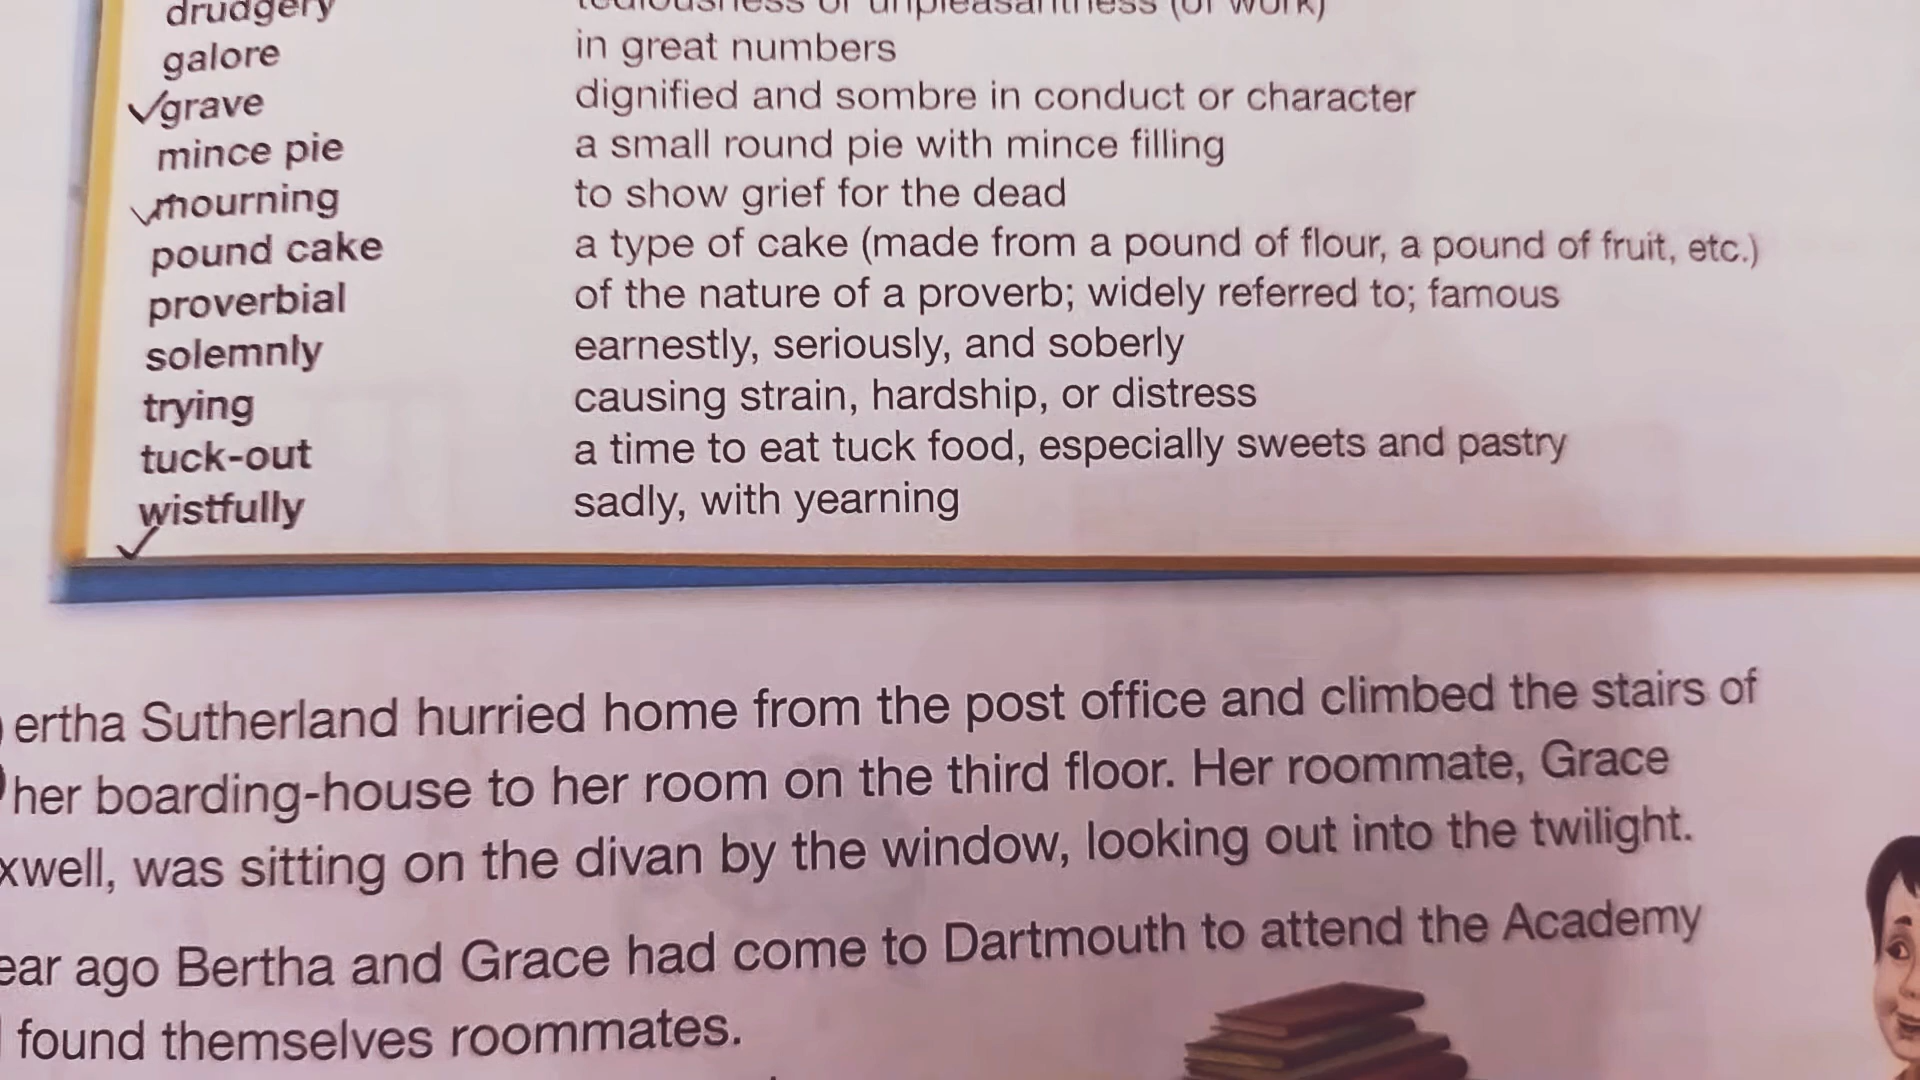 drudgery tediousness or unpleasantness (of work)
galore in great numbers
grave dignified and sombre in conduct or character
mince pie a small round pie with mince filling
mourning to show grief for the dead
pound cake a type of cake (made from a pound of flour, a pound of fruit, etc.)
proverbial of the nature of a proverb; widely referred to; famous
solemnly earnestly, seriously, and soberly
trying causing strain, hardship, or distress
tuck-out a time to eat tuck food, especially sweets and pastry
wistfully sadly, with yearning
ertha Sutherland hurried home from the post office and climbed the stairs of
her boarding-house to her room on the third floor. Her roommate, Grace
xwell, was sitting on the divan by the window, looking out into the twilight.
ear ago Bertha and Grace had come to Dartmouth to attend the Academy
found themselves roommates.